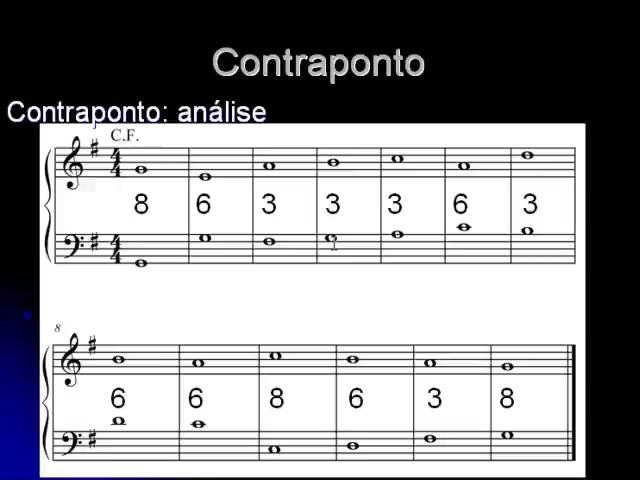 Contraponto
Contraponto: análise
C.F.
4 4
8 6 3 3 3 6 3
4 4
8
6 6 8 6 3 8